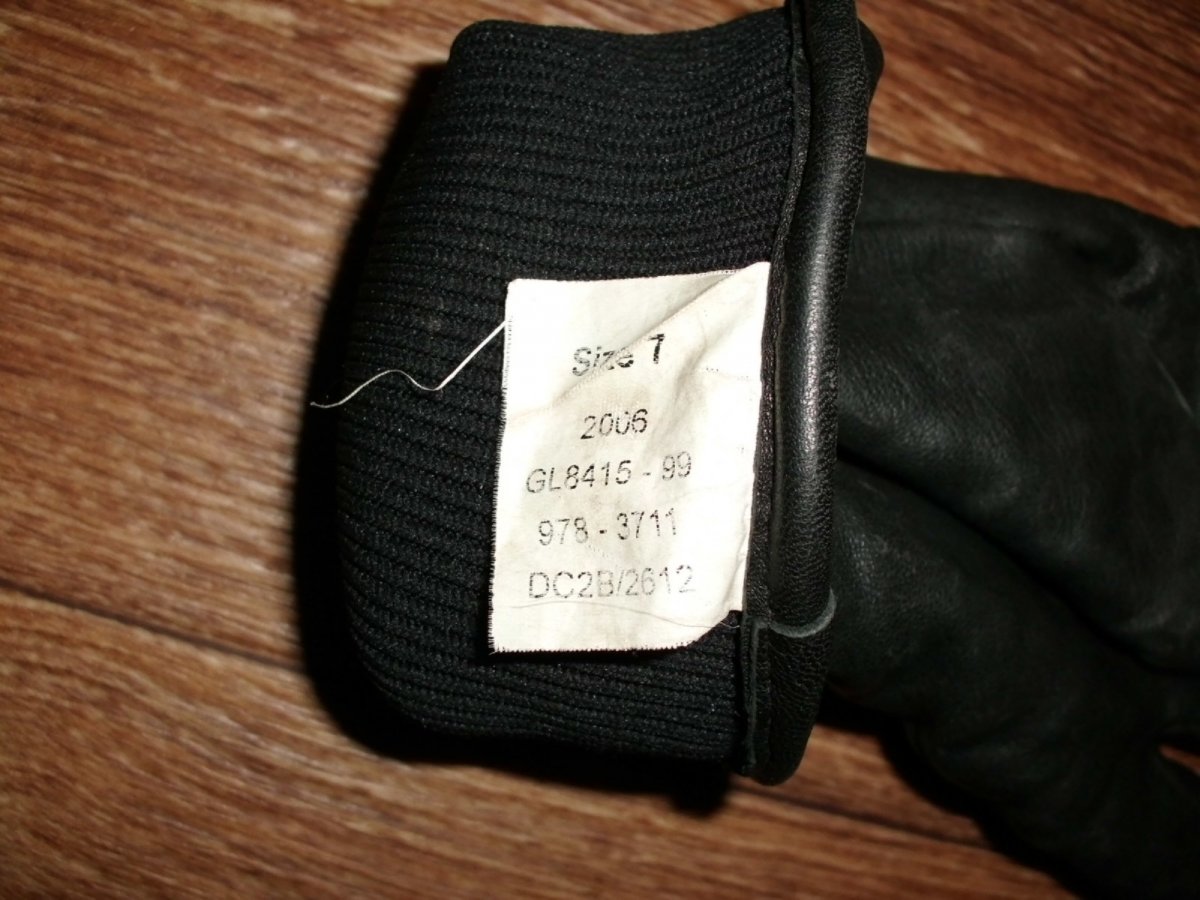 Size 7
2006
GL8415 - 99
978 - 3711
DC2B/2612